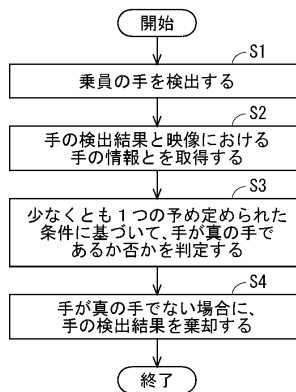 開始
S1
乗員の手を検出する
S2
手の検出結果と映像における
手の情報とを取得する
S3
少なくとも１つの予め定められた
条件に基づいて、手が真の手で
あるか否かを判定する
S4
手が真の手でない場合に、
手の検出結果を棄却する
終了